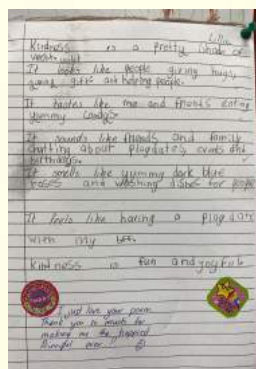 Lilly
Kindness is a pretty shade of
It looks like people giving hugs,
giving gifts and helping people.
It tastes like me and friends eating
yummy candy.
It sounds like friends and family
chatting about playdates, events and
birthdays.
It smells like yummy dark blue
roses and washing dishes for people
It feels like having a playdate
with my bff.
Kindness is fun and joyful
I just love your poem.
Thank you so much for
making me the happiest